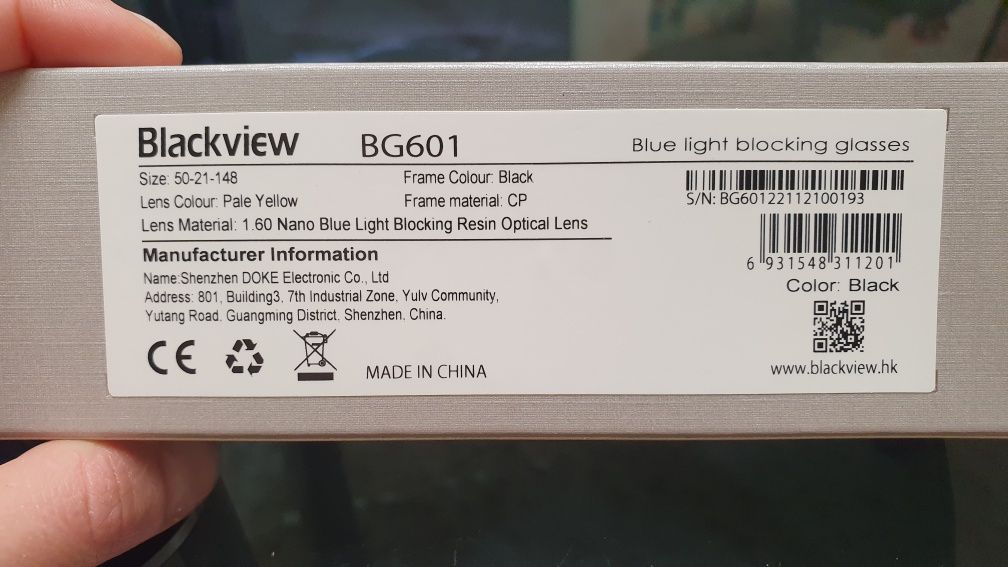 Blackview BG601 Blue light blocking glasses
Size: 50-21-148 Frame Colour: Black
Lens Colour: Pale Yellow Frame material: CP
Lens Material: 1.60 Nano Blue Light Blocking Resin Optical Lens
Manufacturer Information
Name:Shenzhen DOKE Electronic Co., Ltd
Address: 801, Building3, 7th Industrial Zone, Yulv Community,
Yutang Road. Guangming District, Shenzhen, China.
CE
MADE IN CHINA
S/N: BG60122112100193
6 931548 311201
Color: Black
www.blackview.hk